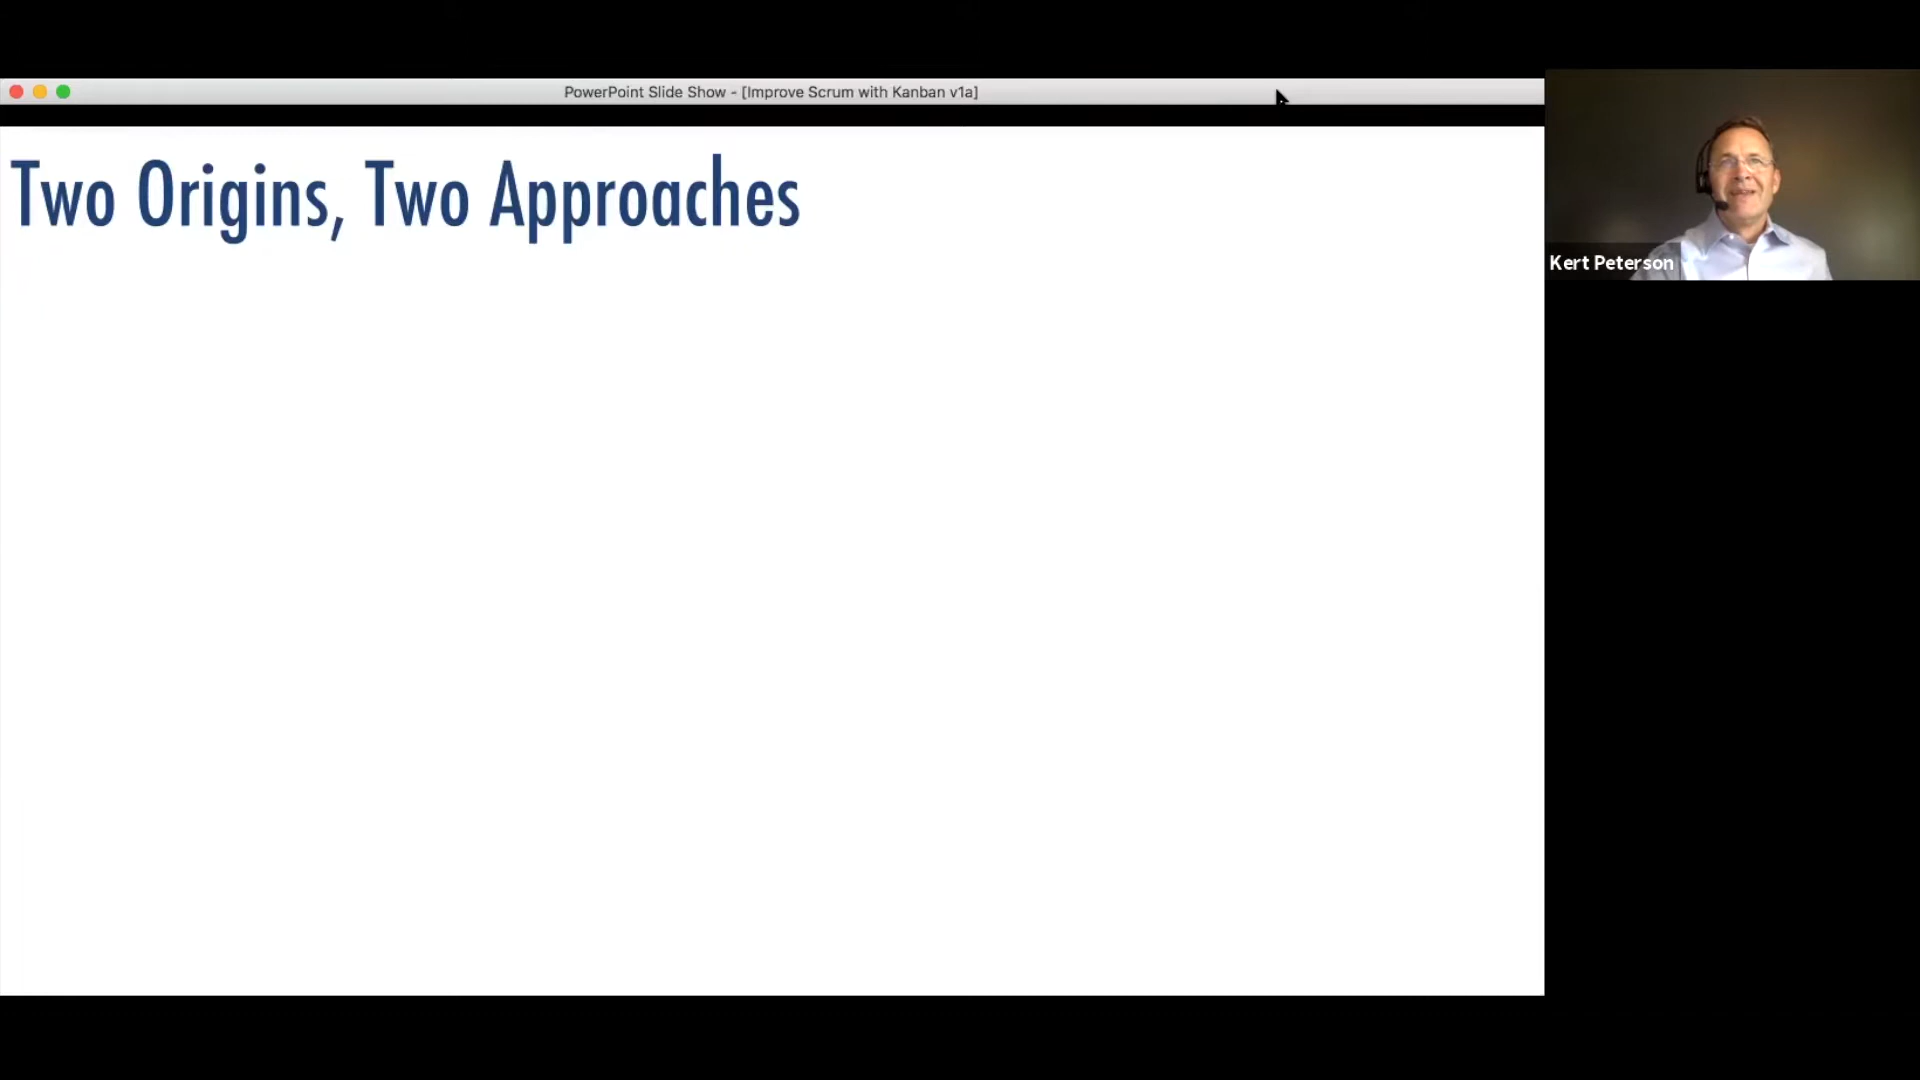 PowerPoint Slide Show - [Improve Scrum with Kanban v1a]
Two Origins, Two Approaches
Kert Peterson